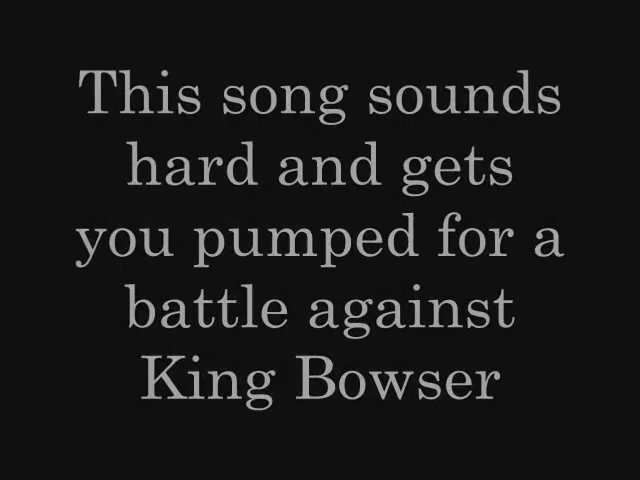 This song sounds
hard and gets
you pumped for a
battle against
King Bowser